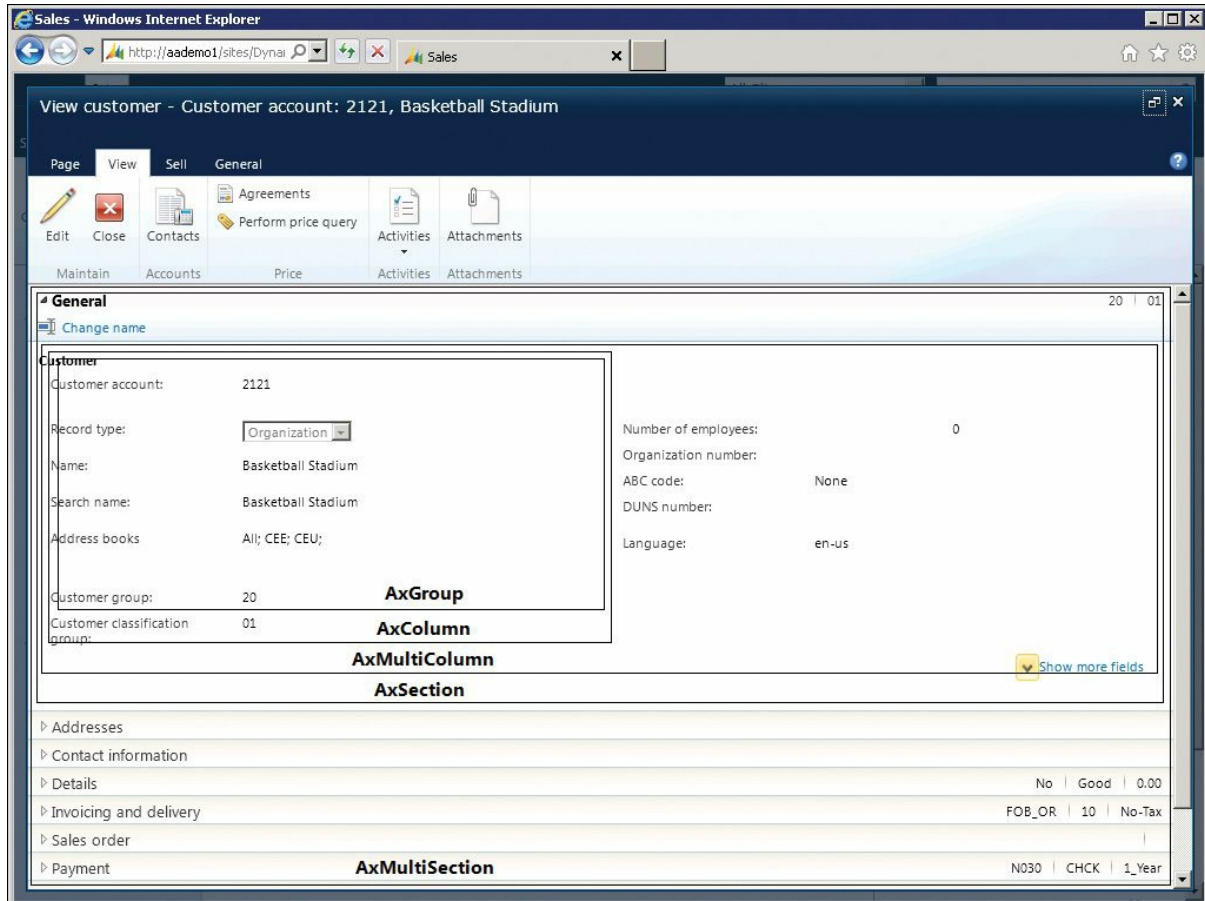 Sales - Windows Internet Explorer
http://aademo1/sites/Dynar
Sales
View customer - Customer account: 2121, Basketball Stadium
Page View Sell General
Agreements
Perform price query
Edit Close Contacts Activities Attachments
Maintain Accounts Price Activities Attachments
General 20 01
Change name
Customer
Customer account: 2121
Record type: Organization Number of employees: 0
Organization number:
Name: Basketball Stadium
ABC code: None
Search name: Basketball Stadium DUNS number:
Address books All; CEE; CEU; Language: en-us
Customer group: 20 AxGroup
Customer classification group: 01 AxColumn
AxMultiColumn Show more fields
AxSection
Addresses
Contact information
Details No Good 0.00
Invoicing and delivery FOB_OR 10 No-Tax
Sales order
Payment AxMultiSection N030 CHCK 1_Year